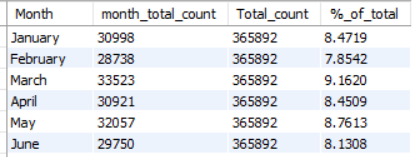 Month month_total_count Total_count %_of_total
January 30998 365892 8.4719
February 28738 365892 7.8542
March 33523 365892 9.1620
April 30921 365892 8.4509
May 32057 365892 8.7613
June 29750 365892 8.1308